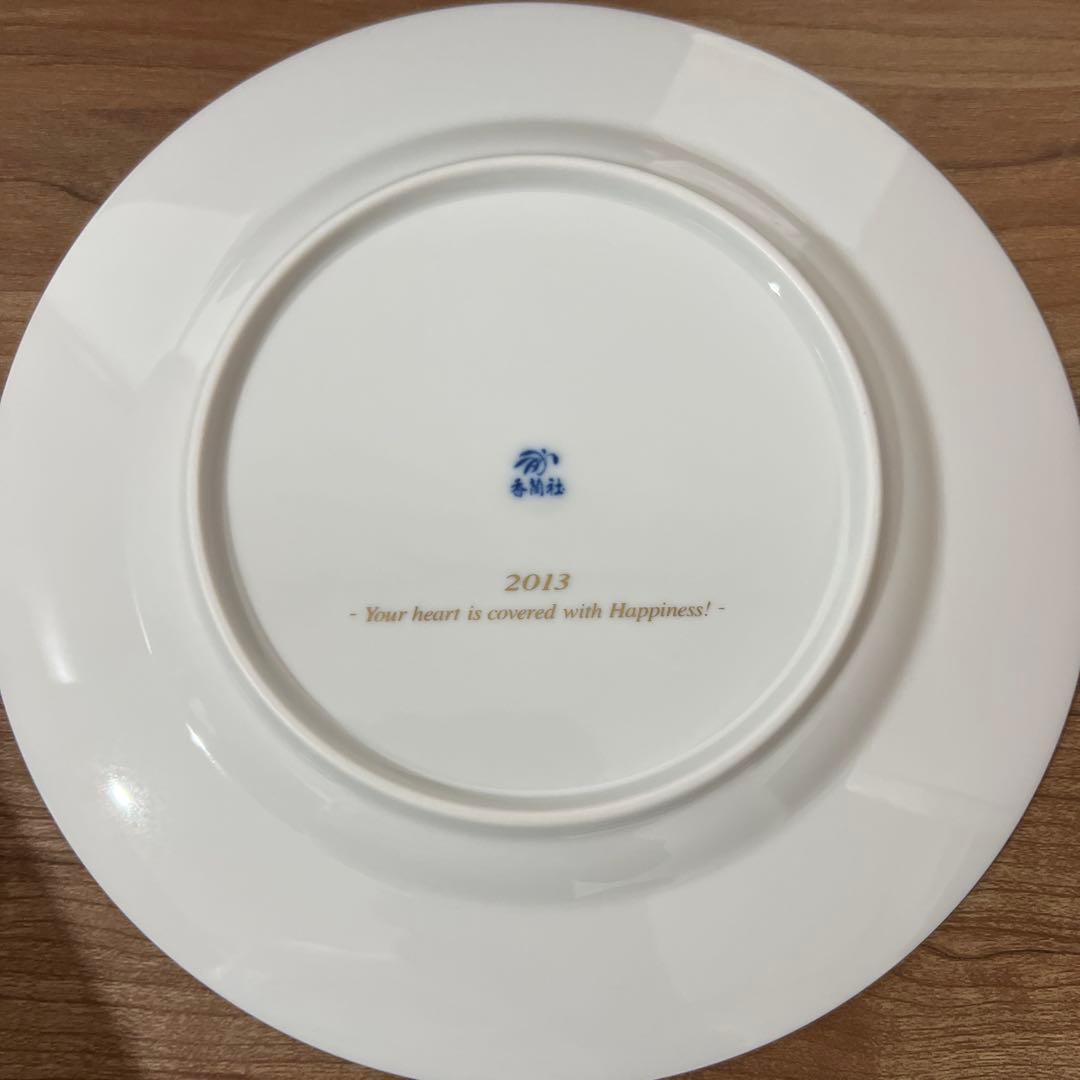 香蘭社
2013
- Your heart is covered with Happiness! -